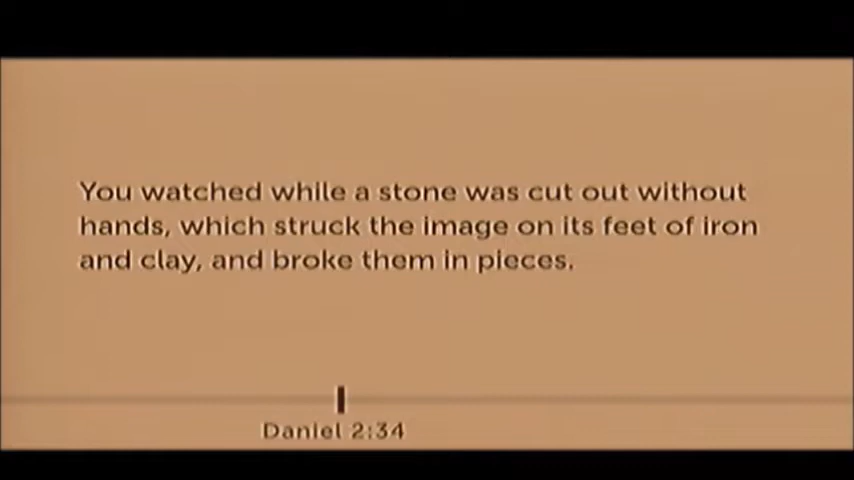 You watched while a stone was cut out without
hands, which struck the image on its feet of iron
and clay, and broke them in pieces.
Daniel 2:34